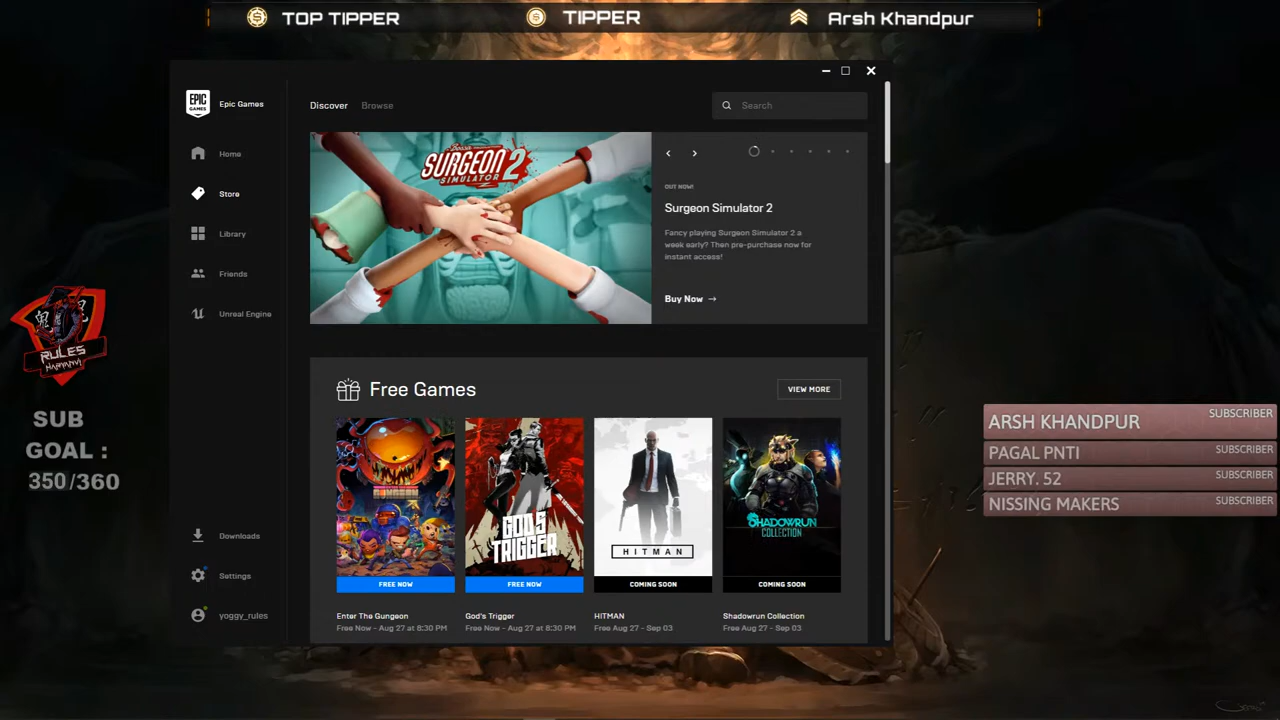 TOP TIPPER
TIPPER
Arsh Khandpur
EPIC GAMES
Epic Games
Home
Store
Library
Friends
Unreal Engine
Downloads
Settings
yoggy_rules
Discover
Browse
Search
SURGEON
SIMULATOR 2
OUT NOW!
Surgeon Simulator 2
Fancy playing Surgeon Simulator 2 a
week early? Then pre-purchase now for
instant access!
Buy Now →
Free Games
VIEW MORE
GUNGEON
FREE NOW
Enter The Gungeon
Free Now - Aug 27 at 8:30 PM
GODS
TRIGGER
FREE NOW
God's Trigger
Free Now - Aug 27 at 8:30 PM
HITMAN
COMING SOON
HITMAN
Free Aug 27 - Sep 03
SHADOWRUN
COLLECTION
COMING SOON
Shadowrun Collection
Free Aug 27 - Sep 03
RULES
HARYANVI
SUB
GOAL :
350/360
ARSH KHANDPUR SUBSCRIBER
PAGAL PNTI SUBSCRIBER
JERRY. 52 SUBSCRIBER
NISSING MAKERS SUBSCRIBER